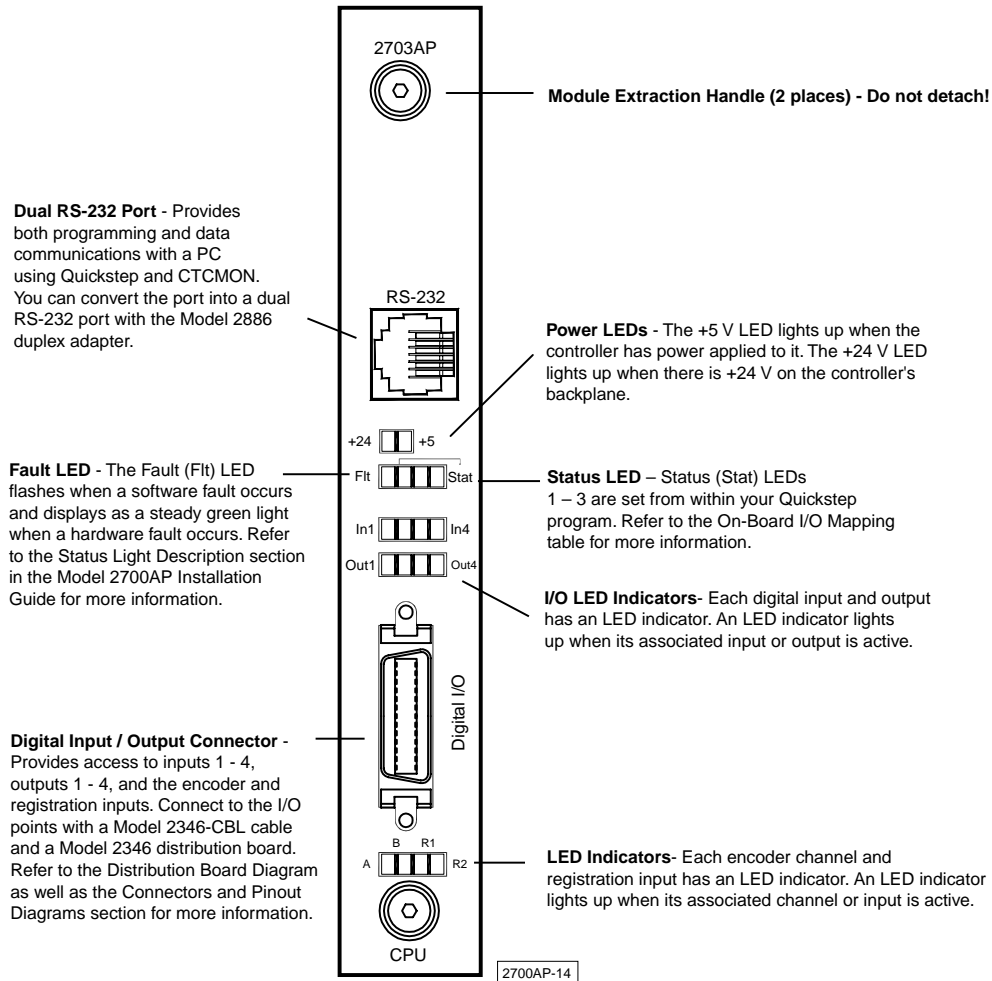 2703AP
Module Extraction Handle (2 places) - Do not detach!
Dual RS-232 Port - Provides
both programming and data
communications with a PC
using Quickstep and CTCMON.
You can convert the port into a dual
RS-232 port with the Model 2886
duplex adapter.
RS-232
Power LEDs - The +5 V LED lights up when the
controller has power applied to it. The +24 V LED
lights up when there is +24 V on the controller's
backplane.
+24 +5
Fault LED - The Fault (Flt) LED
flashes when a software fault occurs
and displays as a steady green light
when a hardware fault occurs. Refer
to the Status Light Description section
in the Model 2700AP Installation
Guide for more information.
Flt Stat
Status LED – Status (Stat) LEDs
1 – 3 are set from within your Quickstep
program. Refer to the On-Board I/O Mapping
table for more information.
In1 In4
Out1 Out4
I/O LED Indicators- Each digital input and output
has an LED indicator. An LED indicator lights
up when its associated input or output is active.
Digital I/O
Digital Input / Output Connector -
Provides access to inputs 1 - 4,
outputs 1 - 4, and the encoder and
registration inputs. Connect to the I/O
points with a Model 2346-CBL cable
and a Model 2346 distribution board.
Refer to the Distribution Board Diagram
as well as the Connectors and Pinout
Diagrams section for more information.
B R1
A R2
LED Indicators- Each encoder channel and
registration input has an LED indicator. An LED indicator
lights up when its associated channel or input is active.
CPU
2700AP-14